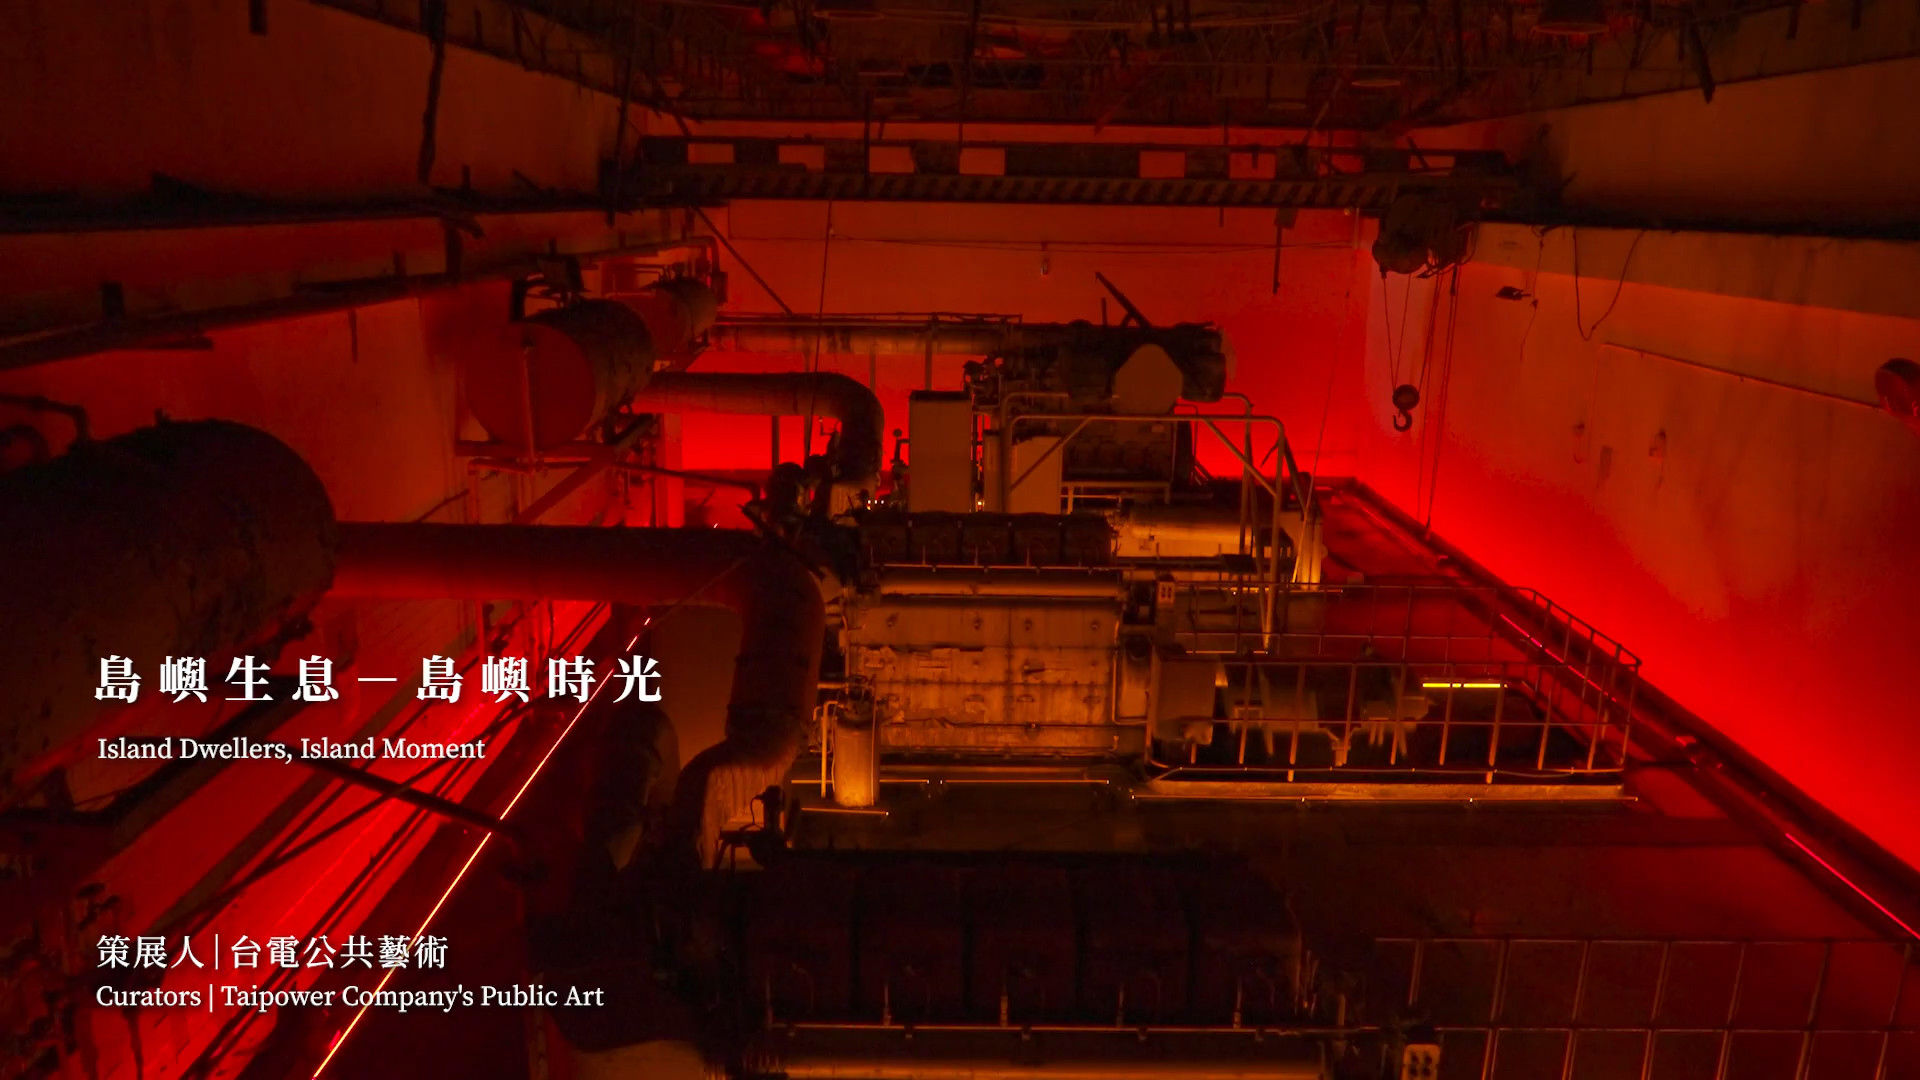 島嶼生息－島嶼時光
Island Dwellers, Island Moment
策展人|台電公共藝術
Curators | Taipower Company's Public Art